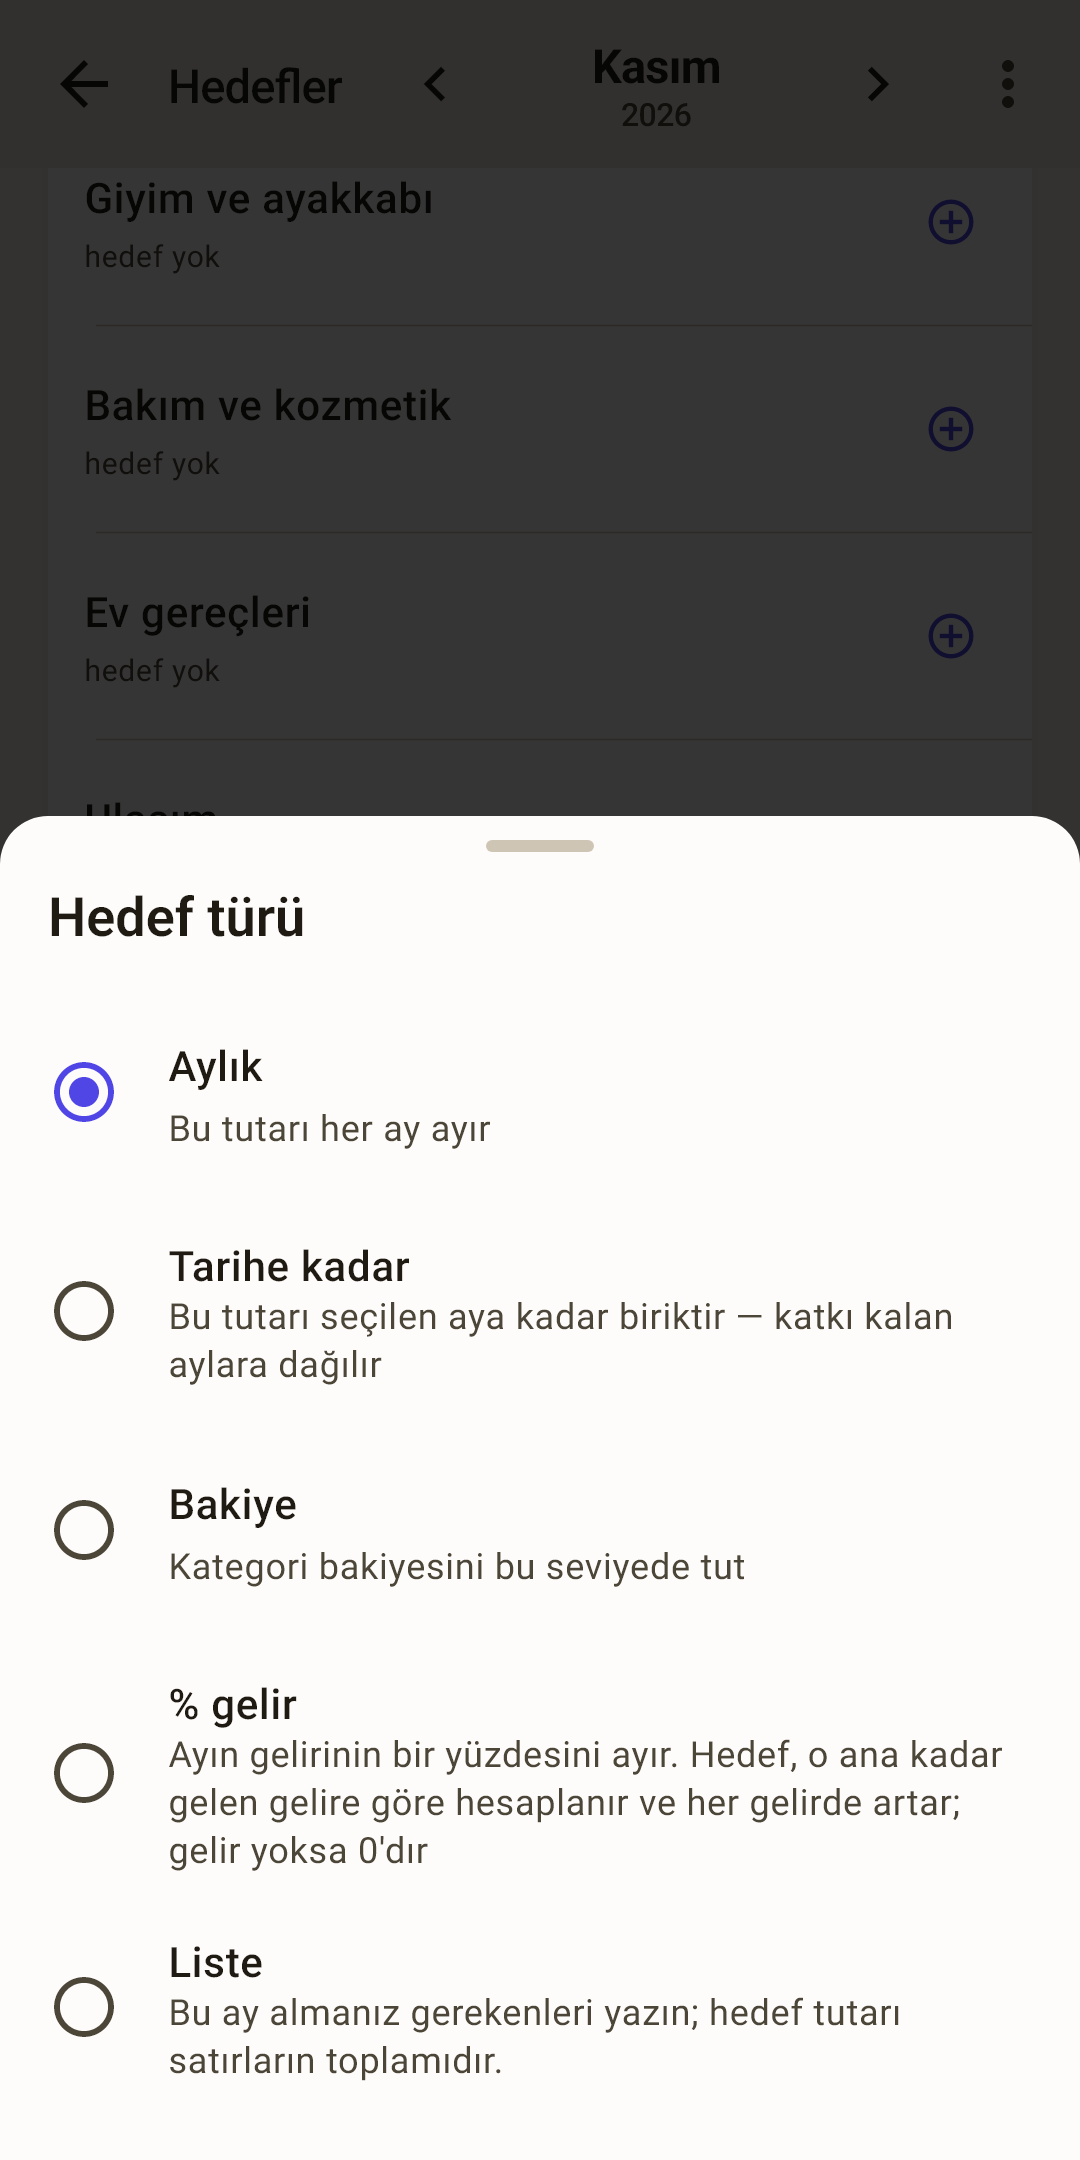 Hedefler
Kasım
2026
Giyim ve ayakkabı
hedef yok
Bakım ve kozmetik
hedef yok
Ev gereçleri
hedef yok
Ulaşım
Hedef türü
Aylık
Bu tutarı her ay ayır
Tarihe kadar
Bu tutarı seçilen aya kadar biriktir — katkı kalan
aylara dağılır
Bakiye
Kategori bakiyesini bu seviyede tut
% gelir
Ayın gelirinin bir yüzdesini ayır. Hedef, o ana kadar
gelen gelire göre hesaplanır ve her gelirde artar;
gelir yoksa 0'dır
Liste
Bu ay almanız gerekenleri yazın; hedef tutarı
satırların toplamıdır.